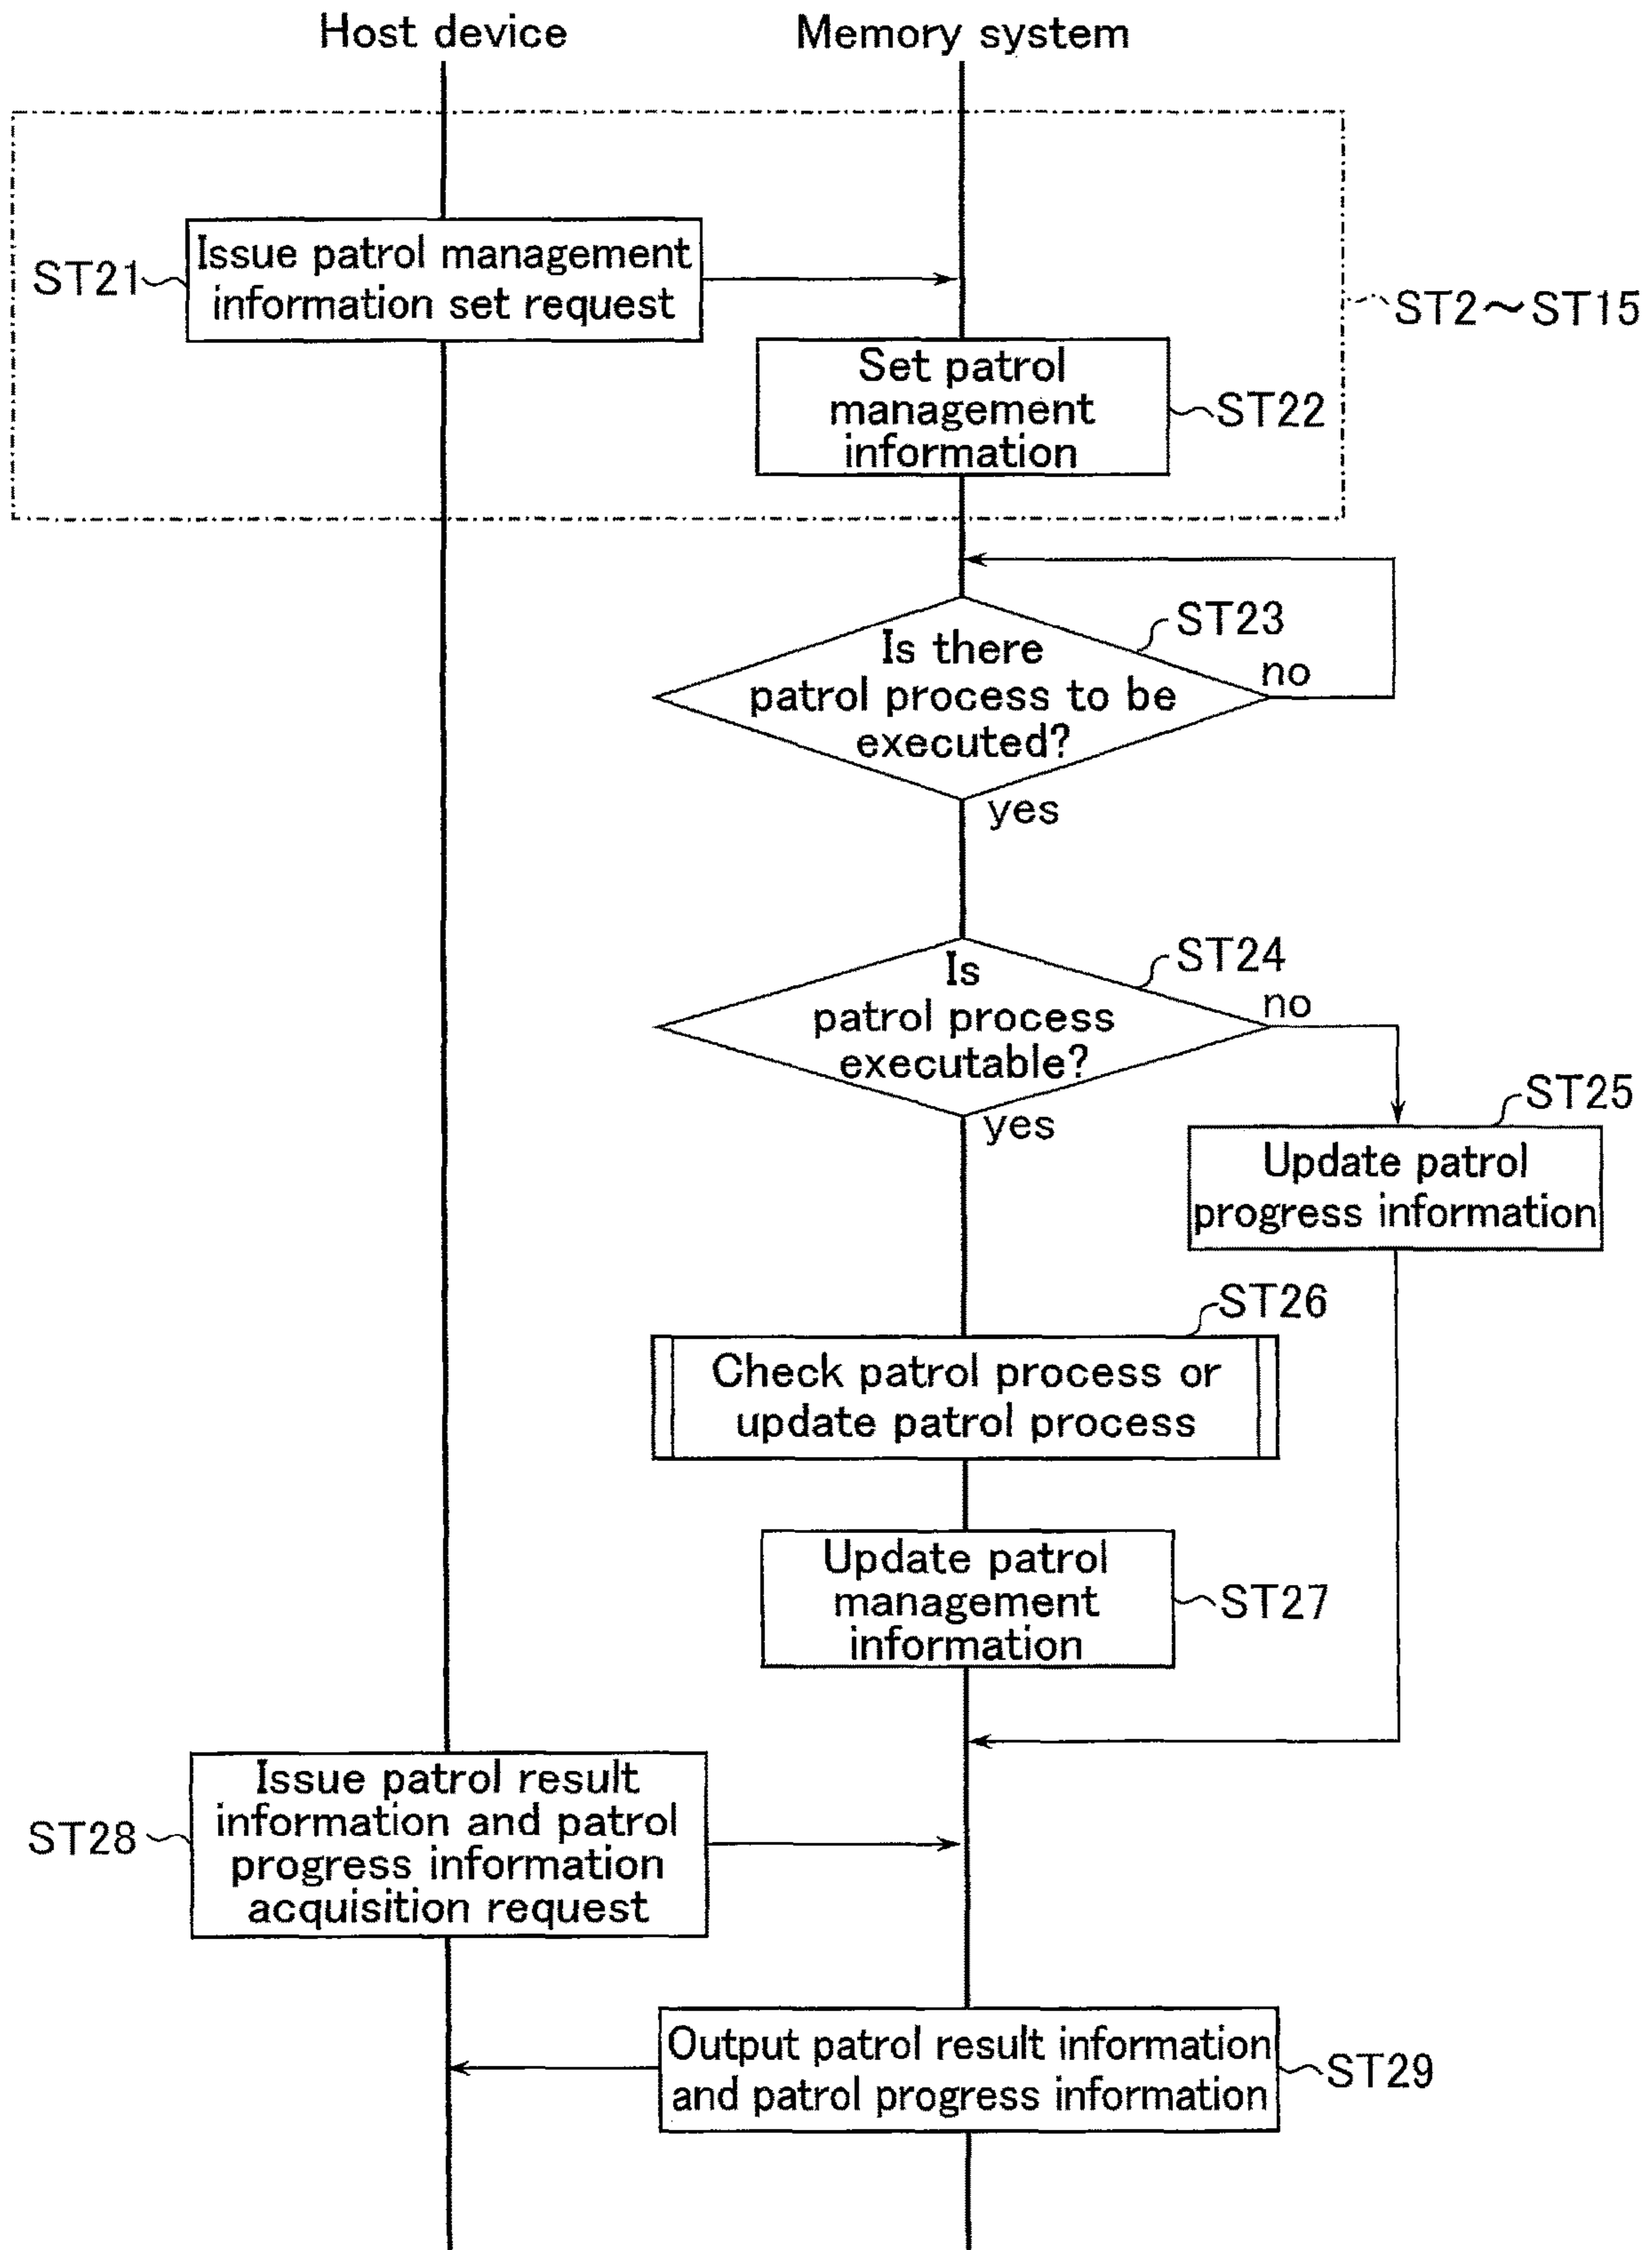 Host device
Memory system
ST21
Issue patrol management
information set request
ST2～ST15
Set patrol
management
information
ST22
ST23
Is there
patrol process to be
executed?
no
yes
ST24
Is
patrol process
executable?
no
yes
ST25
Update patrol
progress information
ST26
Check patrol process or
update patrol process
Update patrol
management
information
ST27
ST28
Issue patrol result
information and patrol
progress information
acquisition request
Output patrol result information
and patrol progress information
ST29